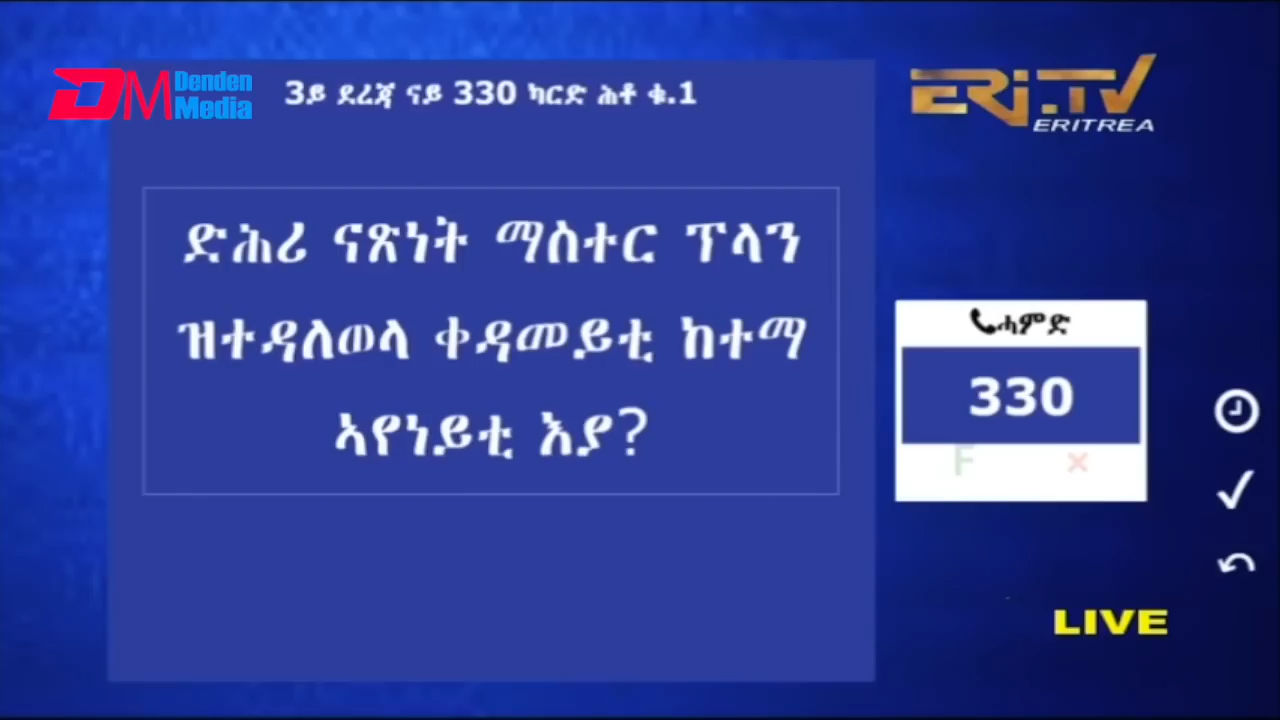 DM Denden Media
3ይ ደረጃ ናይ 330 ካርድ ሕቶ ቁ.1
ERi.TV
ERITREA
ድሕሪ ናጽነት ማስተር ፕላን
ዝተዳለወላ ቀዳመይቲ ከተማ
ኣየነይቲ እያ?
ሓምድ
330
F ×
LIVE